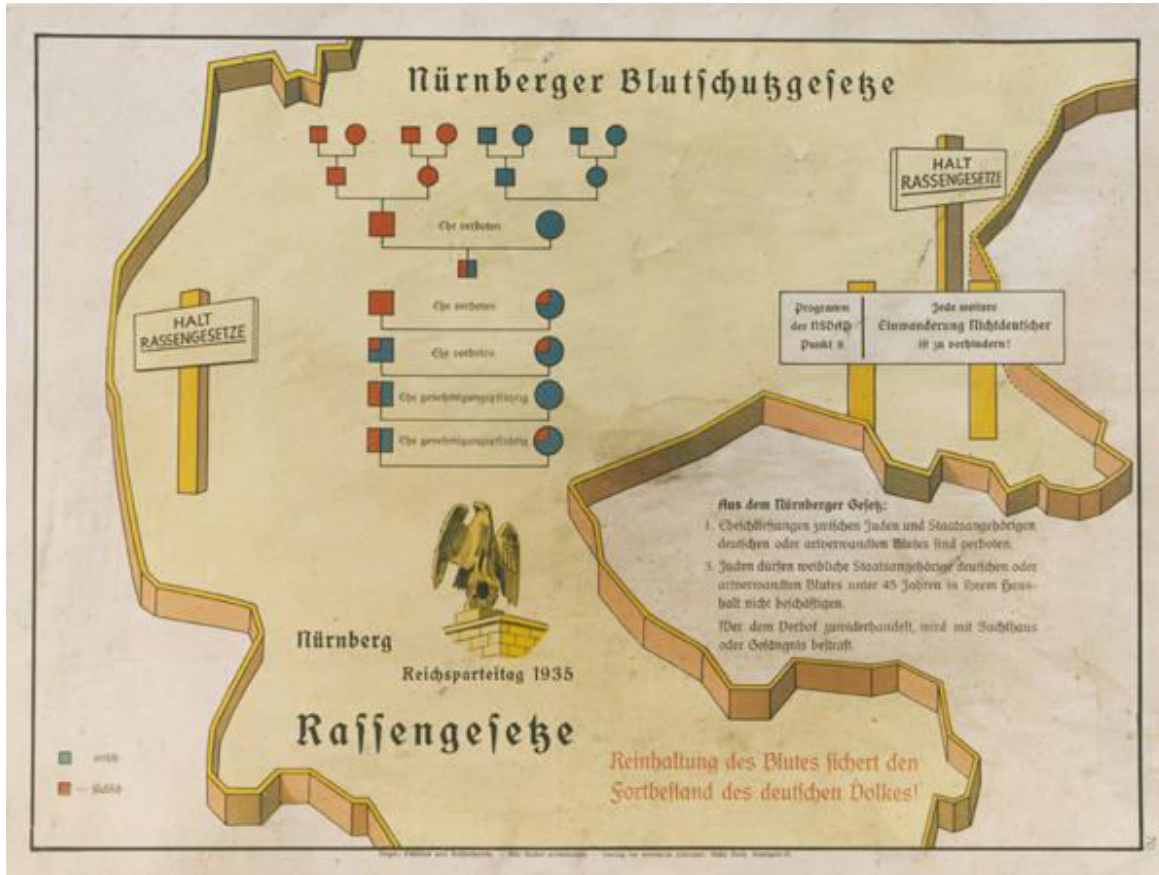 Nürnberger Blutschutzgesetze
HALT
RASSENGESETZE
Ehe verboten
Ehe verboten
Ehe verboten
Ehe genehmigungspflichtig
Ehe genehmigungspflichtig
HALT
RASSENGESETZE
Programm
der NSDAP
Punkt 8
Jede weitere
Einwanderung Nichtdeutscher
ist zu verhindern!
Aus dem Nürnberger Gesetz:
1. Eheschließungen zwischen Juden und Staatsangehörigen
deutschen oder artverwandten Blutes sind verboten.
3. Juden dürfen weibliche Staatsangehörige deutschen oder
artverwandten Blutes unter 45 Jahren in ihrem Haus-
halt nicht beschäftigen.
Wer dem Verbot zuwiderhandelt, wird mit Zuchthaus
oder Gefängnis bestraft.
Nürnberg
Reichsparteitag 1935
Rassengesetze
Reinhaltung des Blutes sichert den
Fortbestand des deutschen Volkes!
– jüdisch